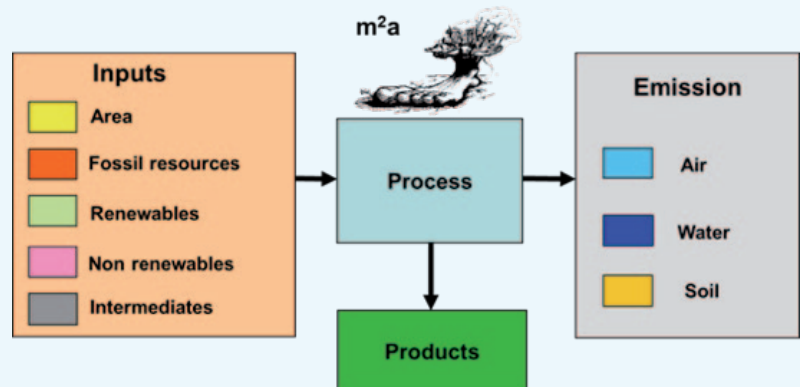 m²a
Inputs
Area
Fossil resources
Renewables
Non renewables
Intermediates
Process
Products
Emission
Air
Water
Soil